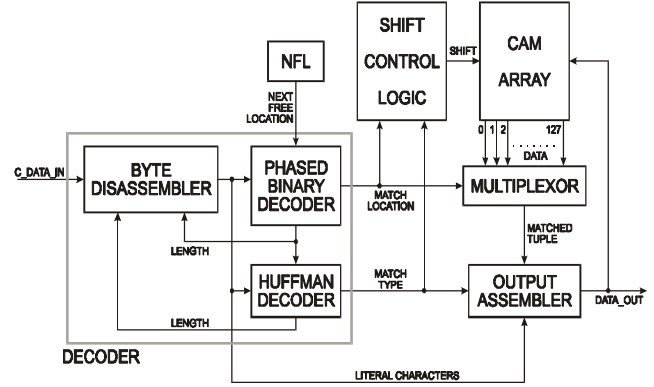 SHIFT
CONTROL
LOGIC
SHIFT
CAM
ARRAY
NFL
NEXT
FREE
LOCATION
0 1 2 127
DATA
C_DATA_IN
BYTE
DISASSEMBLER
PHASED
BINARY
DECODER
MATCH
LOCATION
MULTIPLEXOR
MATCHED
TUPLE
LENGTH
HUFFMAN
DECODER
MATCH
TYPE
OUTPUT
ASSEMBLER
DATA_OUT
LENGTH
DECODER
LITERAL CHARACTERS